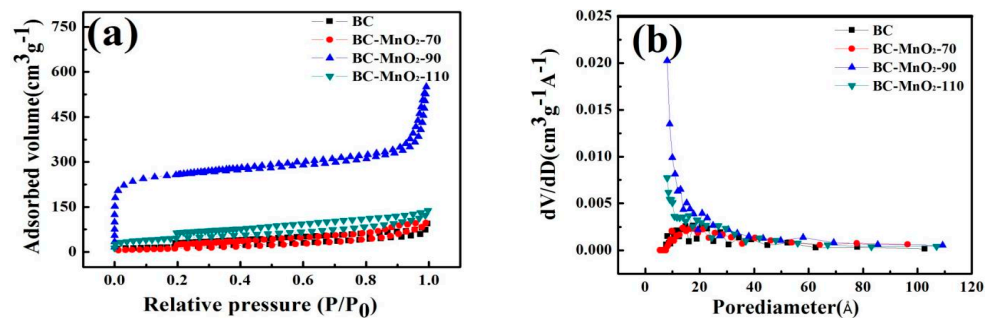 (a)
BC
BC-MnO₂-70
BC-MnO₂-90
BC-MnO₂-110
Adsorbed volume(cm³g⁻¹)
750
600
450
300
150
0
0.0 0.2 0.4 0.6 0.8 1.0
Relative pressure (P/P₀)
(b)
BC
BC-MnO₂-70
BC-MnO₂-90
BC-MnO₂-110
dV/dD(cm³g⁻¹A⁻¹)
0.025
0.020
0.015
0.010
0.005
0.000
0 20 40 60 80 100 120
Porediameter(Å)